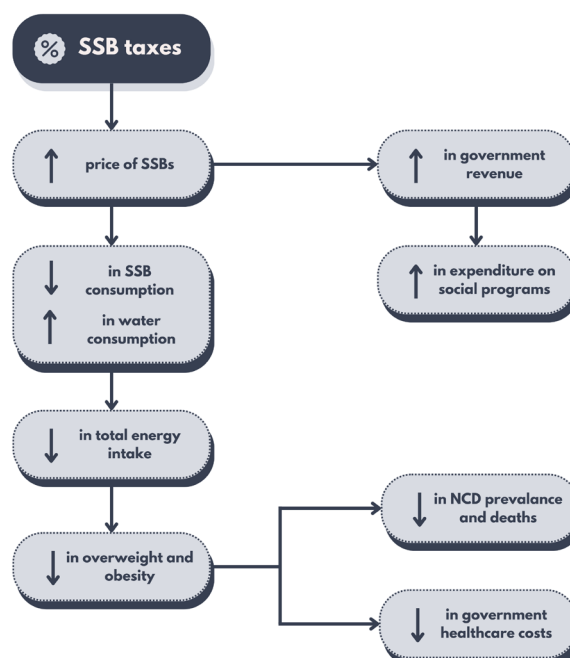 % SSB taxes
price of SSBs
in government
revenue
in SSB
consumption
in water
consumption
in expenditure on
social programs
in total energy
intake
in overweight and
obesity
in NCD prevalance
and deaths
in government
healthcare costs